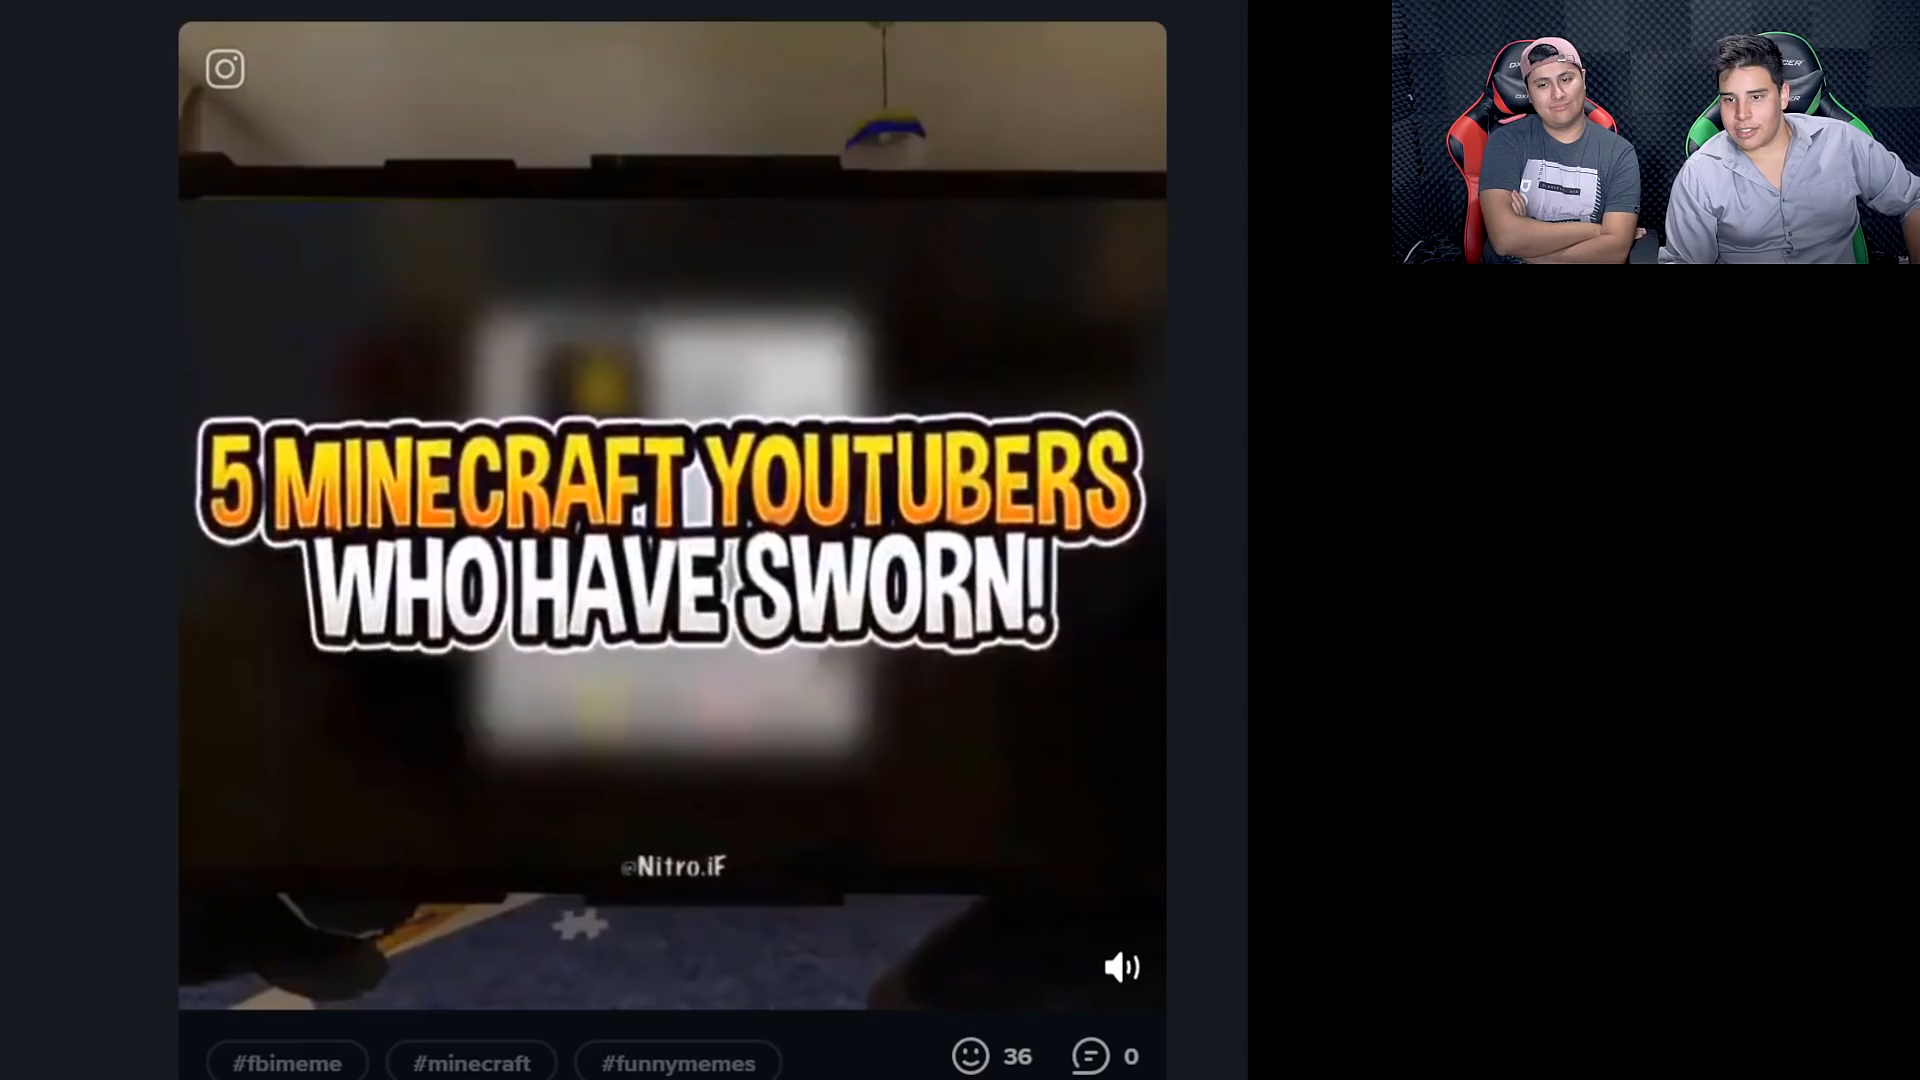 5 MINECRAFT YOUTUBERS
WHO HAVE SWORN!
@Nitro.iF
#fbimeme
#minecraft
#funnymemes
36
0